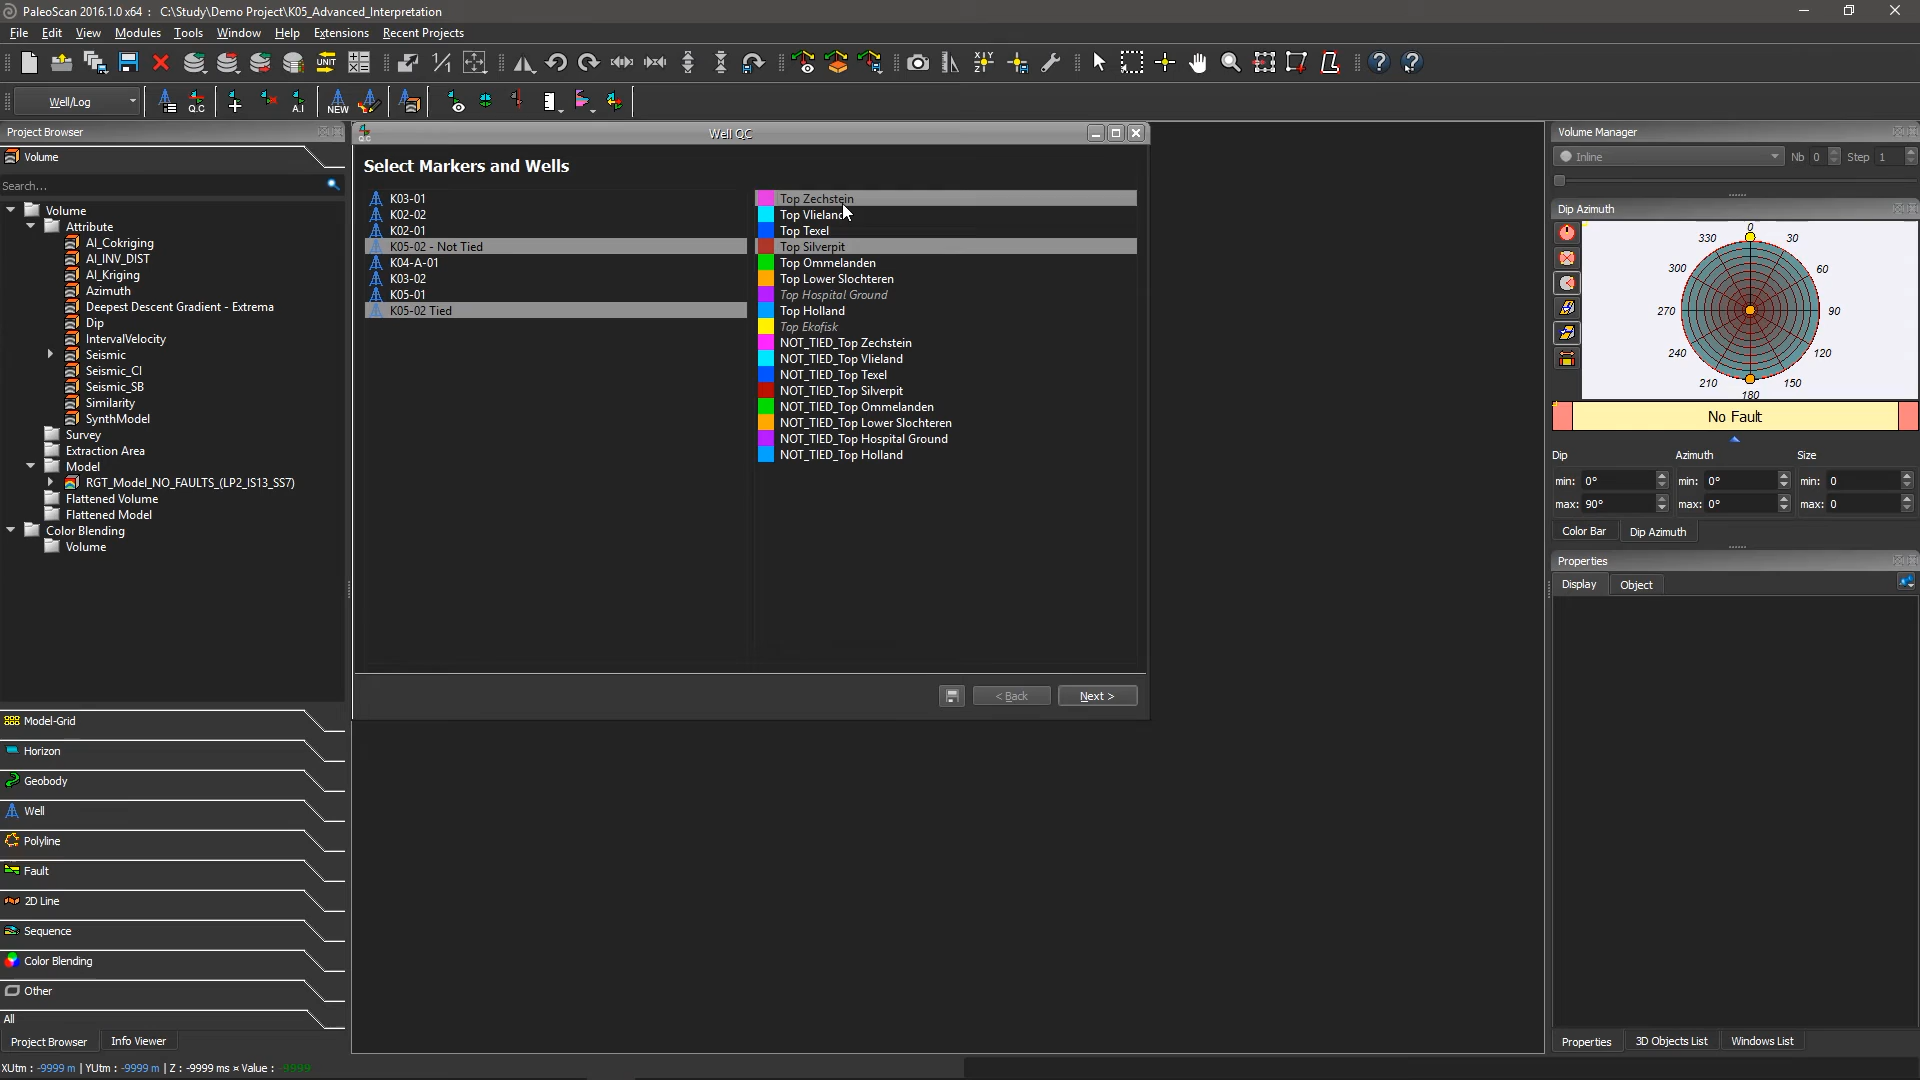 PaleoScan 2016.1.0 x64 : C:\Study\Demo Project\K05_Advanced_Interpretation
File Edit View Modules Tools Window Help Extensions Recent Projects
UNIT
X|Y
Z
Well/Log
Q.C
A.I
NEW
Project Browser
Volume
Search...
Volume
Attribute
AI_Cokriging
AI_INV_DIST
AI_Kriging
Azimuth
Deepest Descent Gradient - Extrema
Dip
IntervalVelocity
Seismic
Seismic_CI
Seismic_SB
Similarity
SynthModel
Survey
Extraction Area
Model
RGT_Model_NO_FAULTS_(LP2_IS13_SS7)
Flattened Volume
Flattened Model
Color Blending
Volume
Model-Grid
Horizon
Geobody
Well
Polyline
Fault
2D Line
Sequence
Color Blending
Other
All
Project Browser Info Viewer
Well QC
Select Markers and Wells
K03-01
K02-02
K02-01
K05-02 - Not Tied
K04-A-01
K03-02
K05-01
K05-02 Tied
Top Zechstein
Top Vlieland
Top Texel
Top Silverpit
Top Ommelanden
Top Lower Slochteren
Top Hospital Ground
Top Holland
Top Ekofisk
NOT_TIED_Top Zechstein
NOT_TIED_Top Vlieland
NOT_TIED_Top Texel
NOT_TIED_Top Silverpit
NOT_TIED_Top Ommelanden
NOT_TIED_Top Lower Slochteren
NOT_TIED_Top Hospital Ground
NOT_TIED_Top Holland
< Back Next >
Volume Manager
Inline Nb 0 Step 1
Dip Azimuth
0
330 30
300 60
270 90
240 120
210 150
180
No Fault
Dip Azimuth Size
min: 0° min: 0° min: 0
max: 90° max: 0° max: 0
Color Bar Dip Azimuth
Properties
Display Object
Properties 3D Objects List Windows List
XUtm : -9999 m | YUtm : -9999 m | Z : -9999 ms × Value : -9999